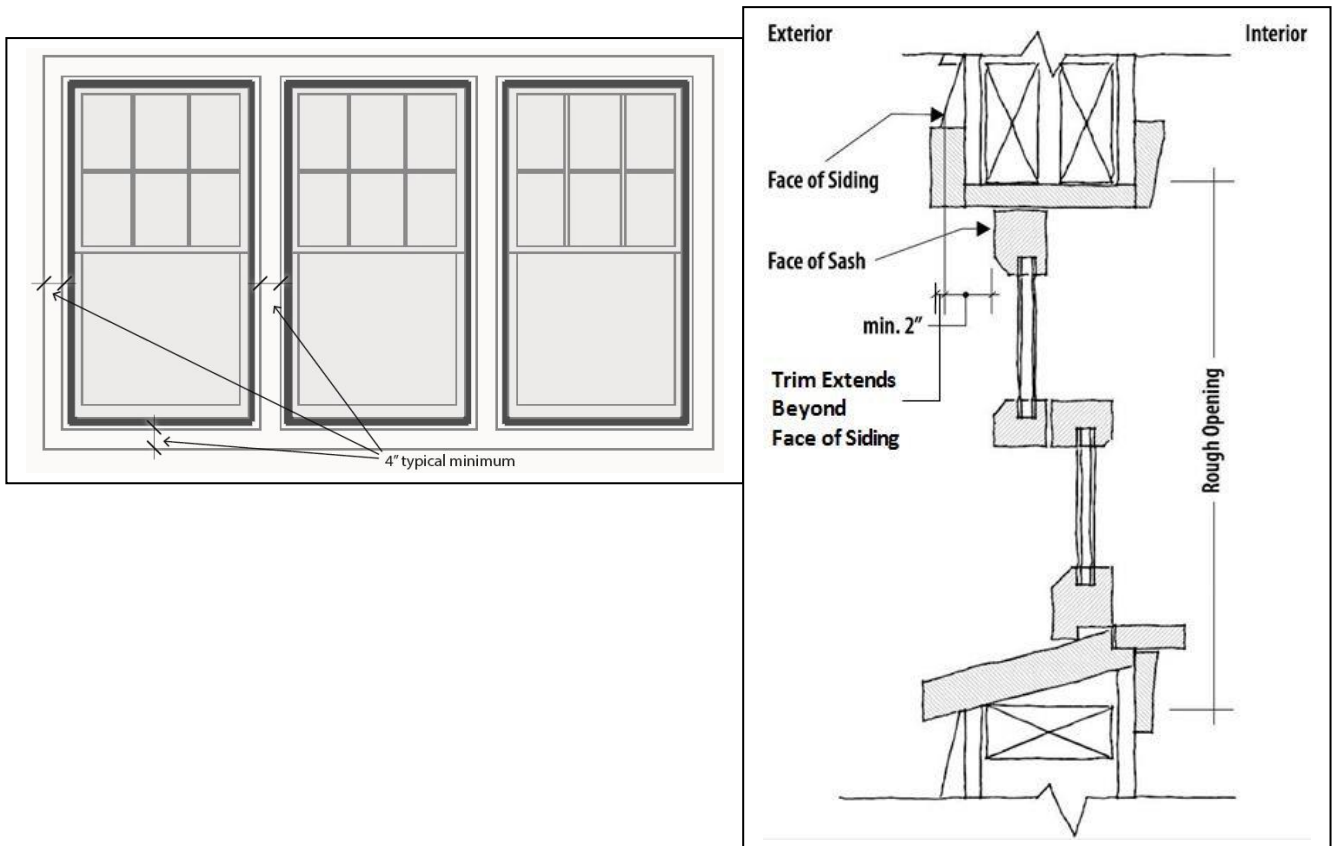 4" typical minimum
Exterior
Interior
Face of Siding
Face of Sash
min. 2"
Trim Extends
Beyond
Face of Siding
Rough Opening